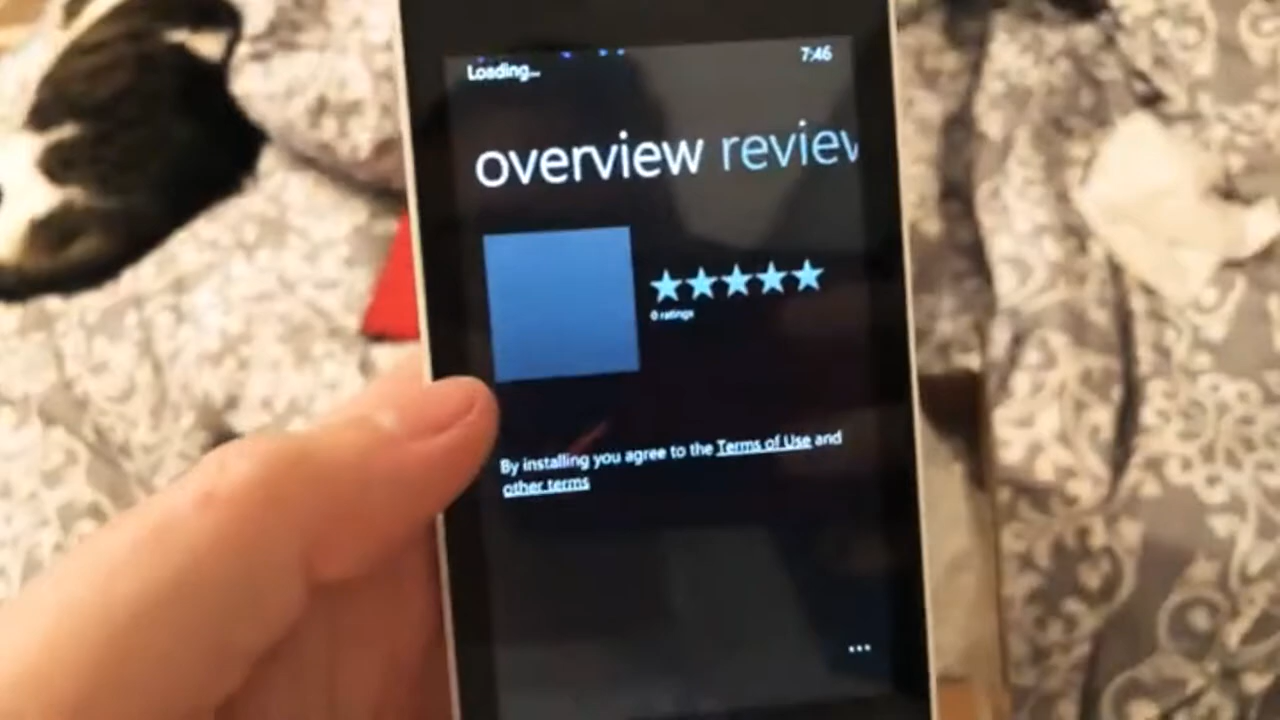 Loading...
7:46
overview review
0 ratings
By installing you agree to the Terms of Use and
other terms
...